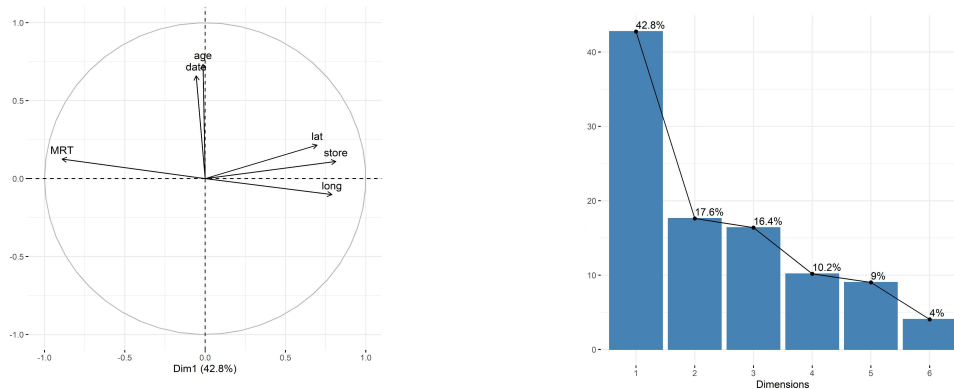 1.0
0.5
0.0
-0.5
-1.0
age
date
lat
MRT
store
long
-1.0 -0.5 0.0 0.5 1.0
Dim1 (42.8%)
40
30
20
10
0
42.8%
17.6%
16.4%
10.2%
9%
4%
1 2 3 4 5 6
Dimensions